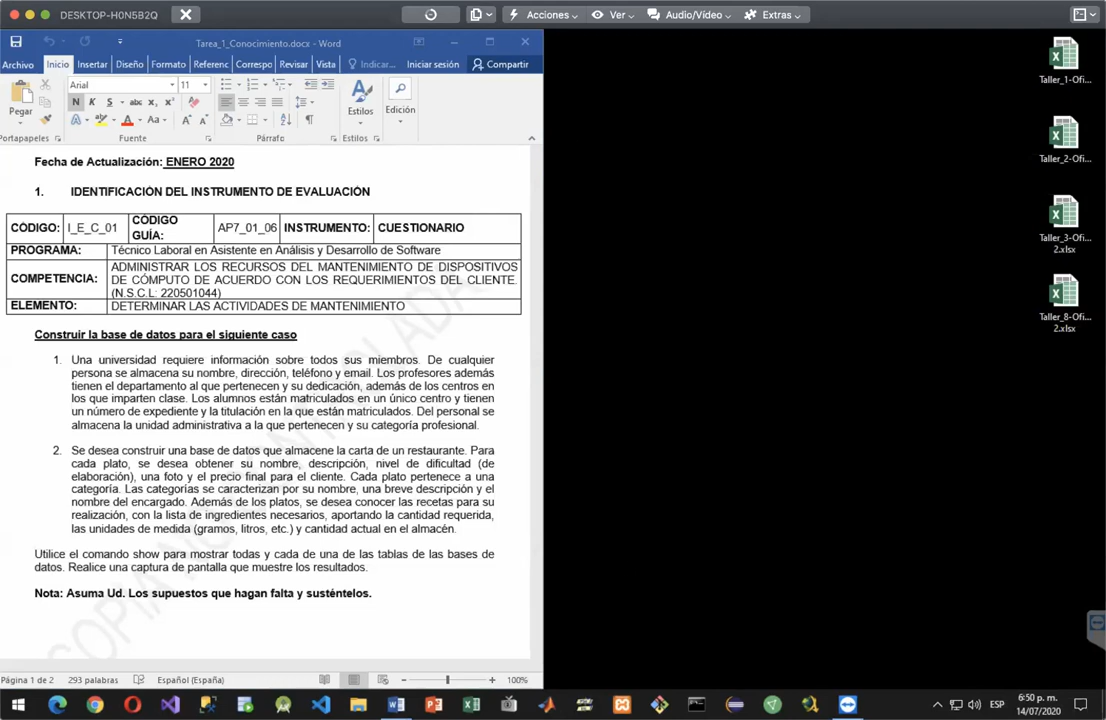 DESKTOP-H0N5B2Q
Acciones
Ver
Audio/Vídeo
Extras
Tarea_1_Conocimiento.docx - Word
Archivo Inicio Insertar Diseño Formato Referenc Correspo Revisar Vista Indicar... Iniciar sesión Compartir
Arial 11
Pegar
N K S abc x₂ x²
Estilos
Edición
A A Aa A A
Portapapeles
Fuente
Párrafo
Estilos
Fecha de Actualización: ENERO 2020
1. IDENTIFICACIÓN DEL INSTRUMENTO DE EVALUACIÓN
CÓDIGO: I_E_C_01 CÓDIGO GUÍA: AP7_01_06 INSTRUMENTO: CUESTIONARIO
PROGRAMA: Técnico Laboral en Asistente en Análisis y Desarrollo de Software
COMPETENCIA: ADMINISTRAR LOS RECURSOS DEL MANTENIMIENTO DE DISPOSITIVOS
DE CÓMPUTO DE ACUERDO CON LOS REQUERIMIENTOS DEL CLIENTE.
(N.S.C.L: 220501044)
ELEMENTO: DETERMINAR LAS ACTIVIDADES DE MANTENIMIENTO
Construir la base de datos para el siguiente caso
1. Una universidad requiere información sobre todos sus miembros. De cualquier
persona se almacena su nombre, dirección, teléfono y email. Los profesores además
tienen el departamento al que pertenecen y su dedicación, además de los centros en
los que imparten clase. Los alumnos están matriculados en un único centro y tienen
un número de expediente y la titulación en la que están matriculados. Del personal se
almacena la unidad administrativa a la que pertenecen y su categoría profesional.
2. Se desea construir una base de datos que almacene la carta de un restaurante. Para
cada plato, se desea obtener su nombre, descripción, nivel de dificultad (de
elaboración), una foto y el precio final para el cliente. Cada plato pertenece a una
categoría. Las categorías se caracterizan por su nombre, una breve descripción y el
nombre del encargado. Además de los platos, se desea conocer las recetas para su
realización, con la lista de ingredientes necesarios, aportando la cantidad requerida,
las unidades de medida (gramos, litros, etc.) y cantidad actual en el almacén.
Utilice el comando show para mostrar todas y cada de una de las tablas de las bases de
datos. Realice una captura de pantalla que muestre los resultados.
Nota: Asuma Ud. Los supuestos que hagan falta y susténtelos.
COPIA NO CONTROLADA
Página 1 de 2 293 palabras Español (España) 100%
Taller_1-Ofi...
Taller_2-Ofi...
Taller_3-Ofi...
2.xlsx
Taller_8-Ofi...
2.xlsx
ESP
6:50 p. m.
14/07/2020